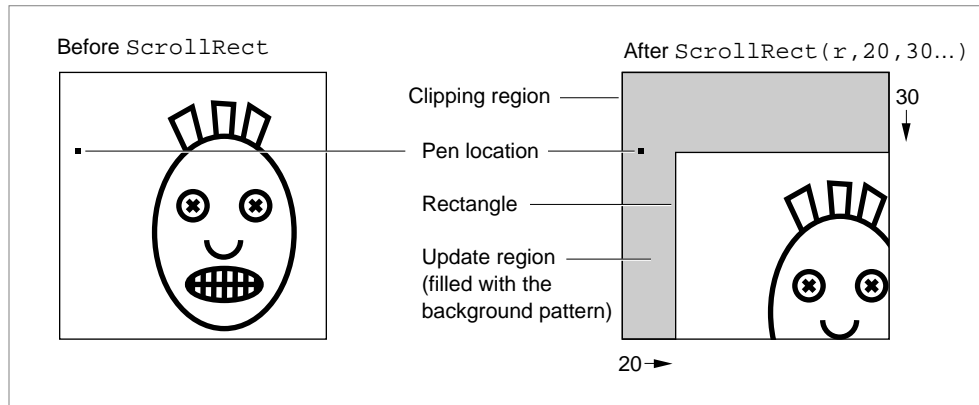 Before ScrollRect
After ScrollRect(r,20,30...)
Clipping region
30
Pen location
Rectangle
Update region
(filled with the
background pattern)
20